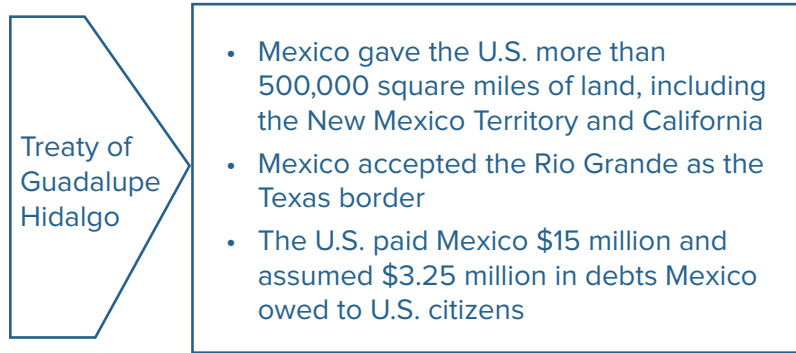 Treaty of
Guadalupe
Hidalgo
• Mexico gave the U.S. more than
500,000 square miles of land, including
the New Mexico Territory and California
• Mexico accepted the Rio Grande as the
Texas border
• The U.S. paid Mexico $15 million and
assumed $3.25 million in debts Mexico
owed to U.S. citizens